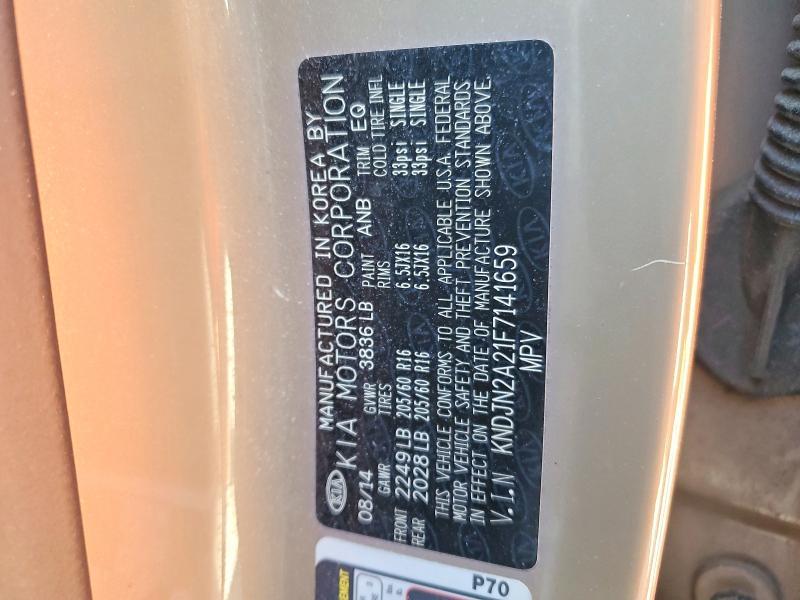 MANUFACTURED IN KOREA BY
KIA KIA MOTORS CORPORATION
08/14 GVWR 3836 LB PAINT ANB TRIM EQ
GAWR TIRES RIMS COLD TIRE INFL
FRONT 2249 LB 205/60 R16 6.5JX16 33psi SINGLE
REAR 2028 LB 205/60 R16 6.5JX16 33psi SINGLE
THIS VEHICLE CONFORMS TO ALL APPLICABLE U.S.A. FEDERAL
MOTOR VEHICLE SAFETY AND THEFT PREVENTION STANDARDS
IN EFFECT ON THE DATE OF MANUFACTURE SHOWN ABOVE.
V.I.N KNDJN2A21F7141659
MPV
P70